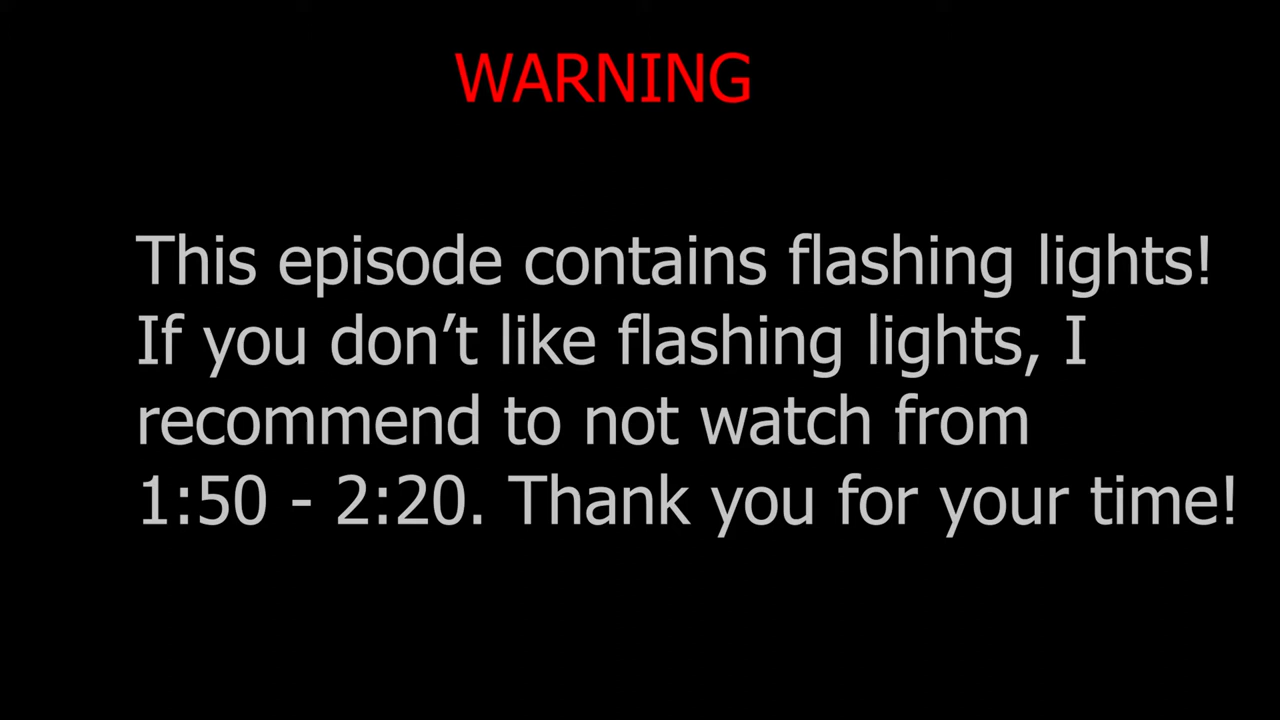 WARNING
This episode contains flashing lights!
If you don’t like flashing lights, I
recommend to not watch from
1:50 - 2:20. Thank you for your time!